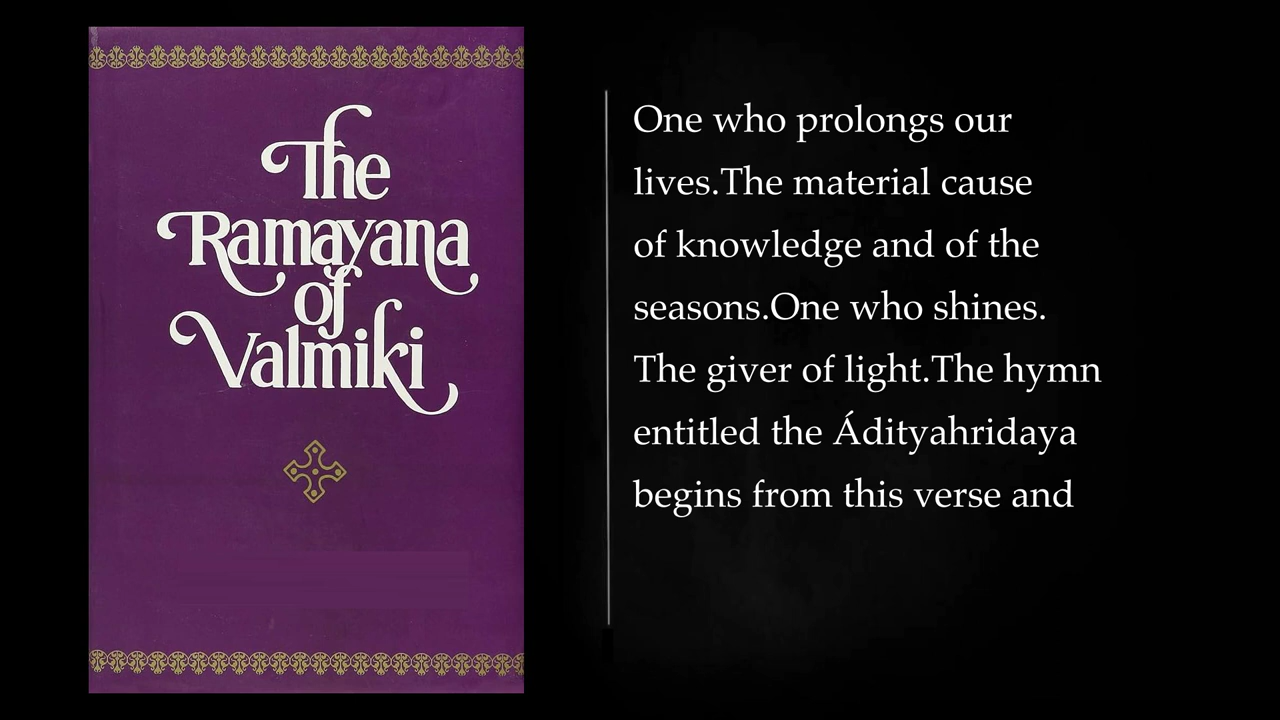 The
Ramayana
of
Valmiki
One who prolongs our
lives.The material cause
of knowledge and of the
seasons.One who shines.
The giver of light.The hymn
entitled the Ádityahridaya
begins from this verse and